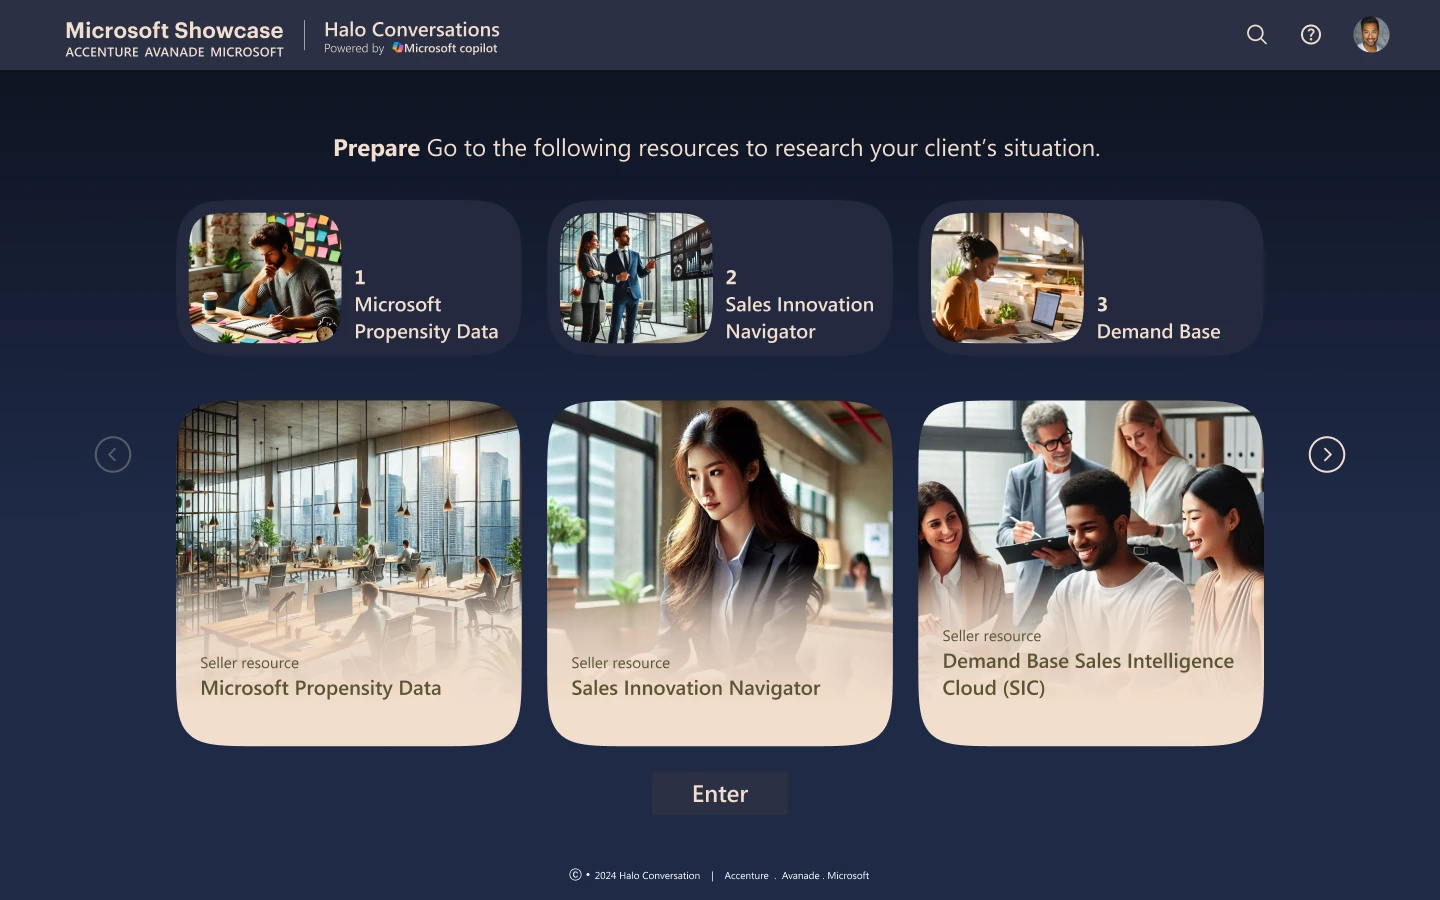 Microsoft Showcase
ACCENTURE AVANADE MICROSOFT
Halo Conversations
Powered by Microsoft copilot
Prepare Go to the following resources to research your client’s situation.
1
Microsoft
Propensity Data
2
Sales Innovation
Navigator
3
Demand Base
Seller resource
Microsoft Propensity Data
Seller resource
Sales Innovation Navigator
Seller resource
Demand Base Sales Intelligence
Cloud (SIC)
Enter
© • 2024 Halo Conversation | Accenture . Avanade . Microsoft